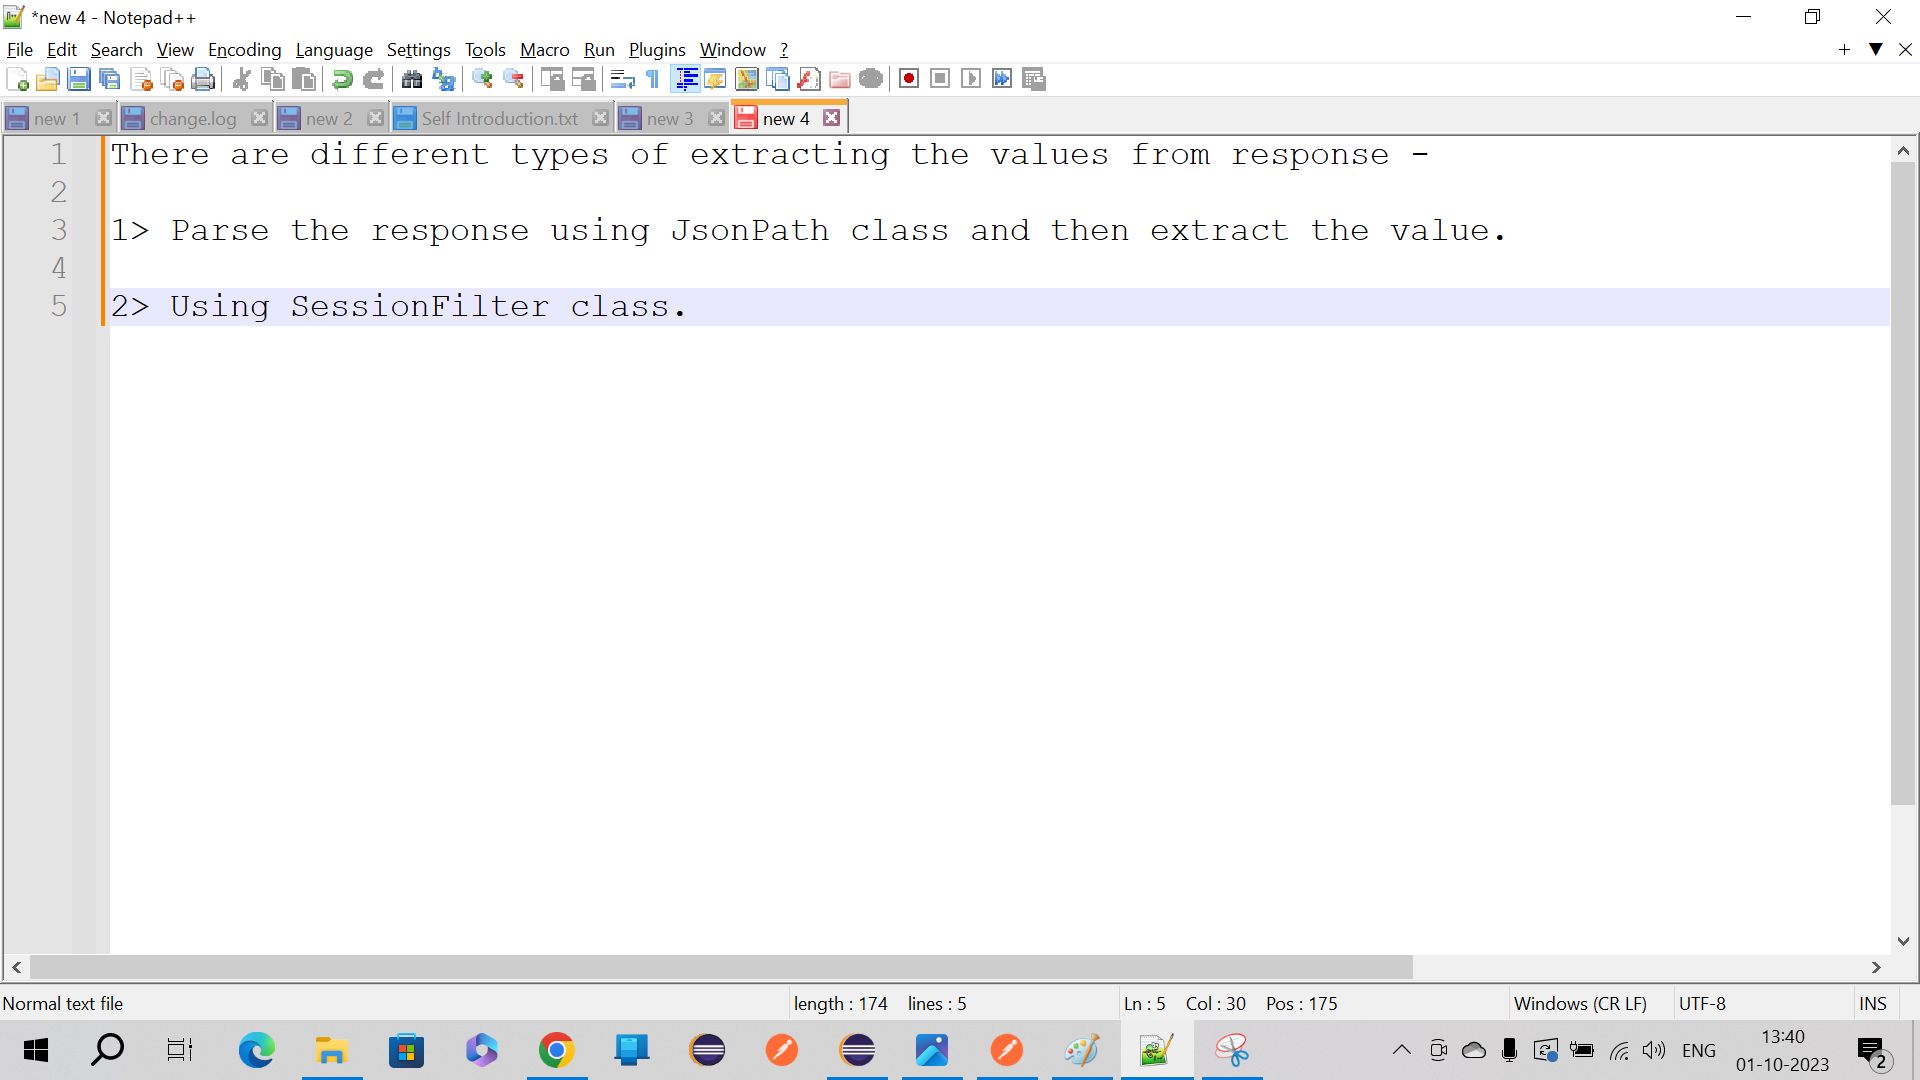 *new 4 - Notepad++
File Edit Search View Encoding Language Settings Tools Macro Run Plugins Window ?
new 1 change.log new 2 Self Introduction.txt new 3 new 4
1 There are different types of extracting the values from response -
2
3 1> Parse the response using JsonPath class and then extract the value.
4
5 2> Using SessionFilter class.
Normal text file length : 174 lines : 5 Ln : 5 Col : 30 Pos : 175 Windows (CR LF) UTF-8 INS
ENG 13:40
01-10-2023 2